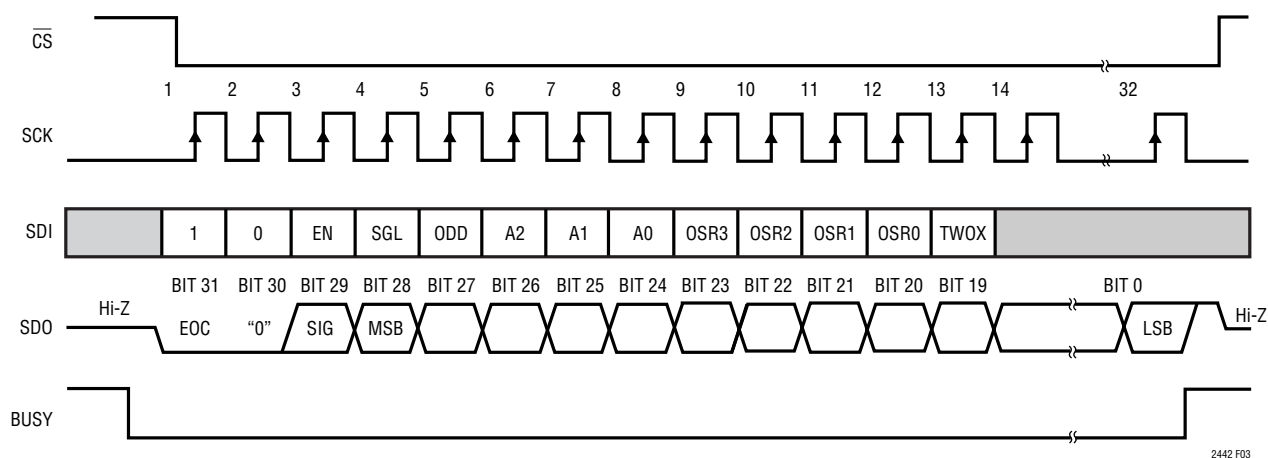 CS
1 2 3 4 5 6 7 8 9 10 11 12 13 14 32
SCK
SDI 1 0 EN SGL ODD A2 A1 A0 OSR3 OSR2 OSR1 OSR0 TWOX
BIT 31 BIT 30 BIT 29 BIT 28 BIT 27 BIT 26 BIT 25 BIT 24 BIT 23 BIT 22 BIT 21 BIT 20 BIT 19 BIT 0
Hi-Z Hi-Z
SDO EOC “0” SIG MSB LSB
BUSY
2442 F03